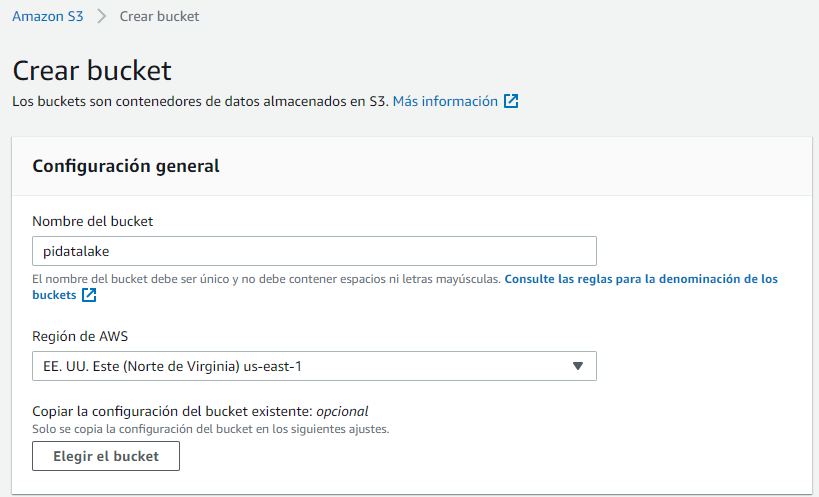 Amazon S3 > Crear bucket
Crear bucket
Los buckets son contenedores de datos almacenados en S3. Más información
Configuración general
Nombre del bucket
pidatalake
El nombre del bucket debe ser único y no debe contener espacios ni letras mayúsculas. Consulte las reglas para la denominación de los
buckets
Región de AWS
EE. UU. Este (Norte de Virginia) us-east-1
Copiar la configuración del bucket existente: opcional
Solo se copia la configuración del bucket en los siguientes ajustes.
Elegir el bucket